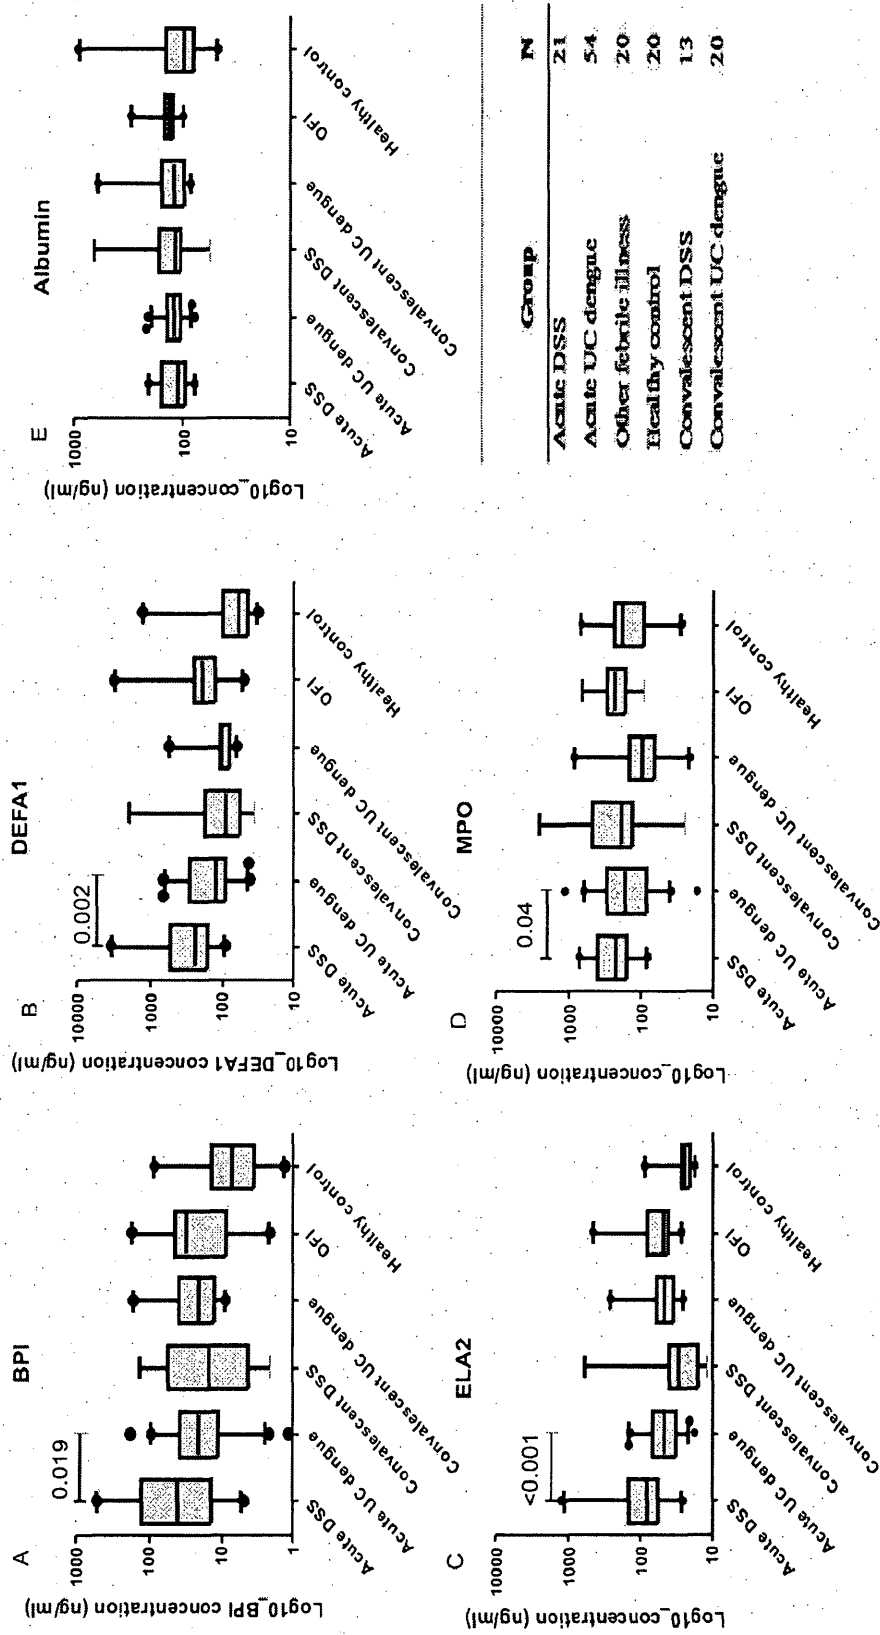 A
BPI
Log10_BPI concentration (ng/ml)
1000
100
10
1
0.019
Acute DSS
Acute UC dengue
Convalescent DSS
Convalescent UC dengue
OFI
Healthy control
B
DEFA1
Log10_DEFA1 concentration (ng/ml)
10000
1000
100
10
0.002
Acute DSS
Acute UC dengue
Convalescent DSS
Convalescent UC dengue
OFI
Healthy control
E
Albumin
Log10_concentration (ng/ml)
1000
100
10
Acute DSS
Acute UC dengue
Convalescent DSS
Convalescent UC dengue
OFI
Healthy control
C
ELA2
Log10_concentration (ng/ml)
10000
1000
100
10
<0.001
Acute DSS
Acute UC dengue
Convalescent DSS
Convalescent UC dengue
OFI
Healthy control
D
MPO
Log10_concentration (ng/ml)
10000
1000
100
10
0.04
Acute DSS
Acute UC dengue
Convalescent DSS
Convalescent UC dengue
OFI
Healthy control
Group N
Acute DSS 21
Acute UC dengue 54
Other febrile illness 20
Healthy control 20
Convalescent DSS 13
Convalescent UC dengue 20